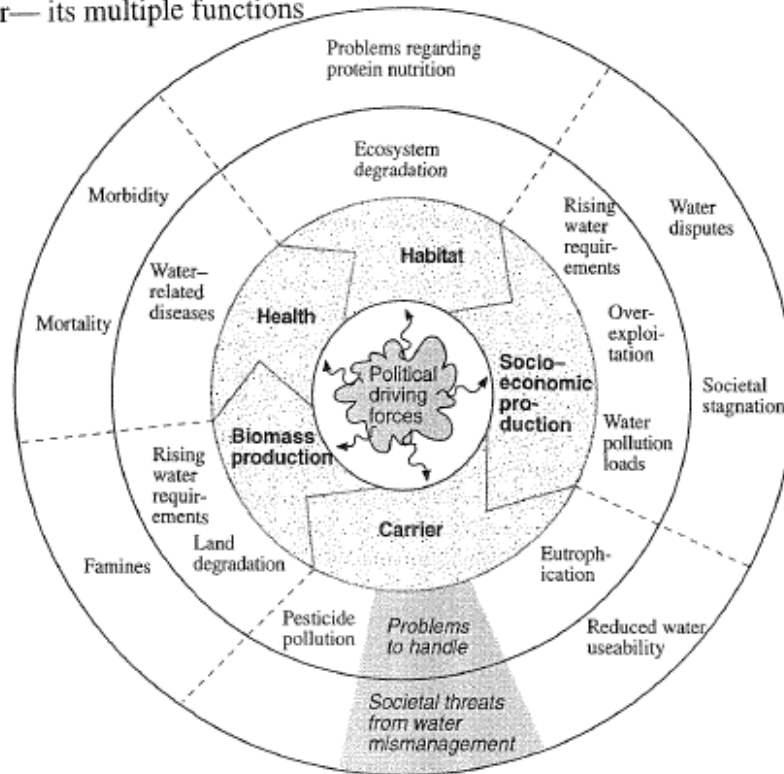 r— its multiple functions
Problems regarding
protein nutrition
Ecosystem
degradation
Morbidity
Mortality
Water–
related
diseases
Rising
water
requir-
ements
Over-
exploi-
tation
Water
pollution
loads
Water
disputes
Societal
stagnation
Habitat
Health
Socio–
economic
pro-
duction
Political
driving
forces
Biomass
production
Carrier
Rising
water
requir-
ements
Land
degradation
Famines
Pesticide
pollution
Eutroph-
ication
Reduced water
useability
Problems
to handle
Societal threats
from water
mismanagement